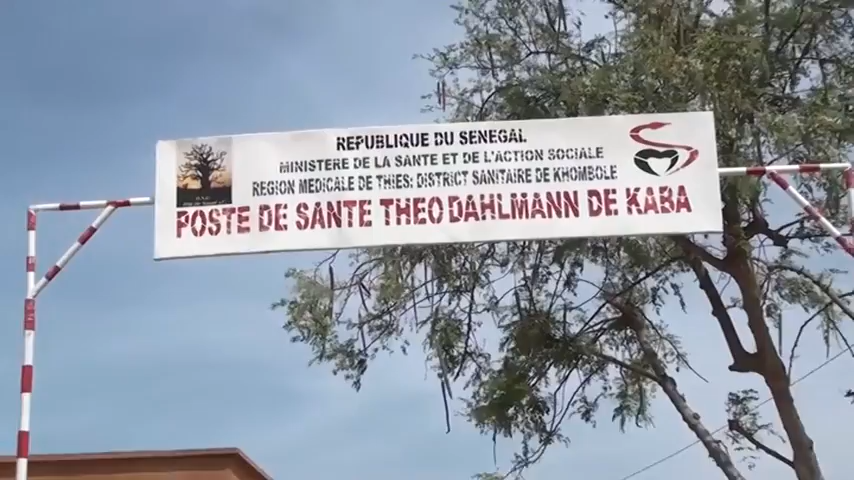 REPUBLIQUE DU SENEGAL
MINISTERE DE LA SANTE ET DE L'ACTION SOCIALE
REGION MEDICALE DE THIES: DISTRICT SANITAIRE DE KHOMBOLE
POSTE DE SANTE THEO DAHLMANN DE KABA